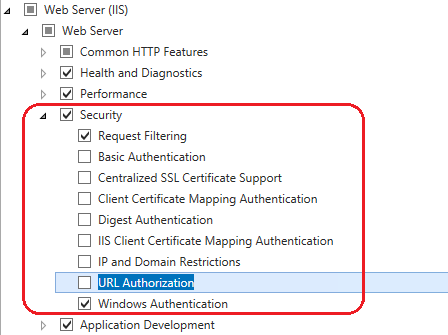 Web Server (IIS)
Web Server
Common HTTP Features
Health and Diagnostics
Performance
Security
Request Filtering
Basic Authentication
Centralized SSL Certificate Support
Client Certificate Mapping Authentication
Digest Authentication
IIS Client Certificate Mapping Authentication
IP and Domain Restrictions
URL Authorization
Windows Authentication
Application Development